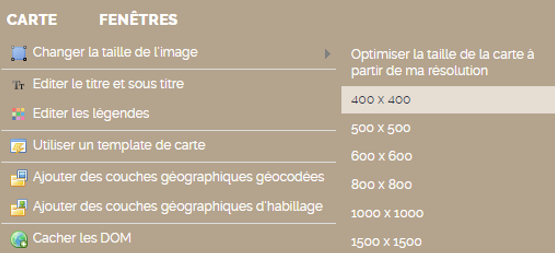 CARTE FENÊTRES
Changer la taille de l'image
Editer le titre et sous titre
Editer les légendes
Utiliser un template de carte
Ajouter des couches géographiques géocodées
Ajouter des couches géographiques d'habillage
Cacher les DOM
Optimiser la taille de la carte à
partir de ma résolution
400 x 400
500 x 500
600 x 600
800 x 800
1000 x 1000
1500 x 1500